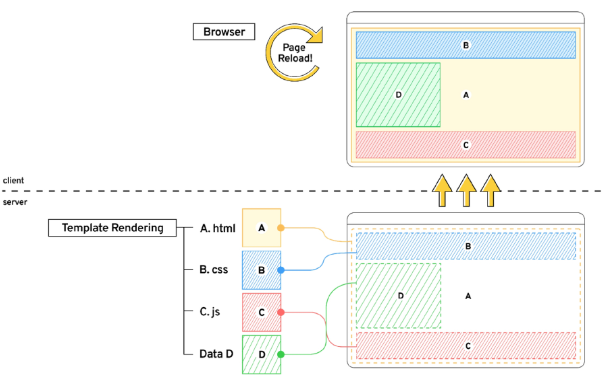 Browser
Page
Reload!
B
D
A
C
client
server
Template Rendering
A. html
A
B
B. css
B
D
A
C. js
C
C
Data D
D